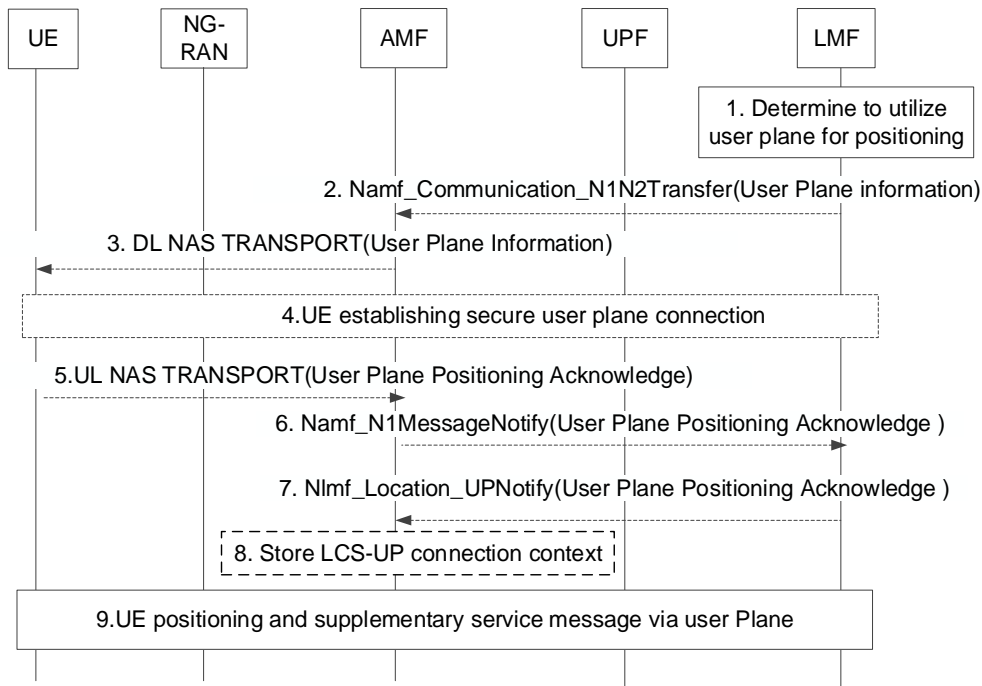 UE
NG-
RAN
AMF
UPF
LMF
1. Determine to utilize
user plane for positioning
2. Namf_Communication_N1N2Transfer(User Plane information)
3. DL NAS TRANSPORT(User Plane Information)
4.UE establishing secure user plane connection
5.UL NAS TRANSPORT(User Plane Positioning Acknowledge)
6. Namf_N1MessageNotify(User Plane Positioning Acknowledge )
7. Nlmf_Location_UPNotify(User Plane Positioning Acknowledge )
8. Store LCS-UP connection context
9.UE positioning and supplementary service message via user Plane